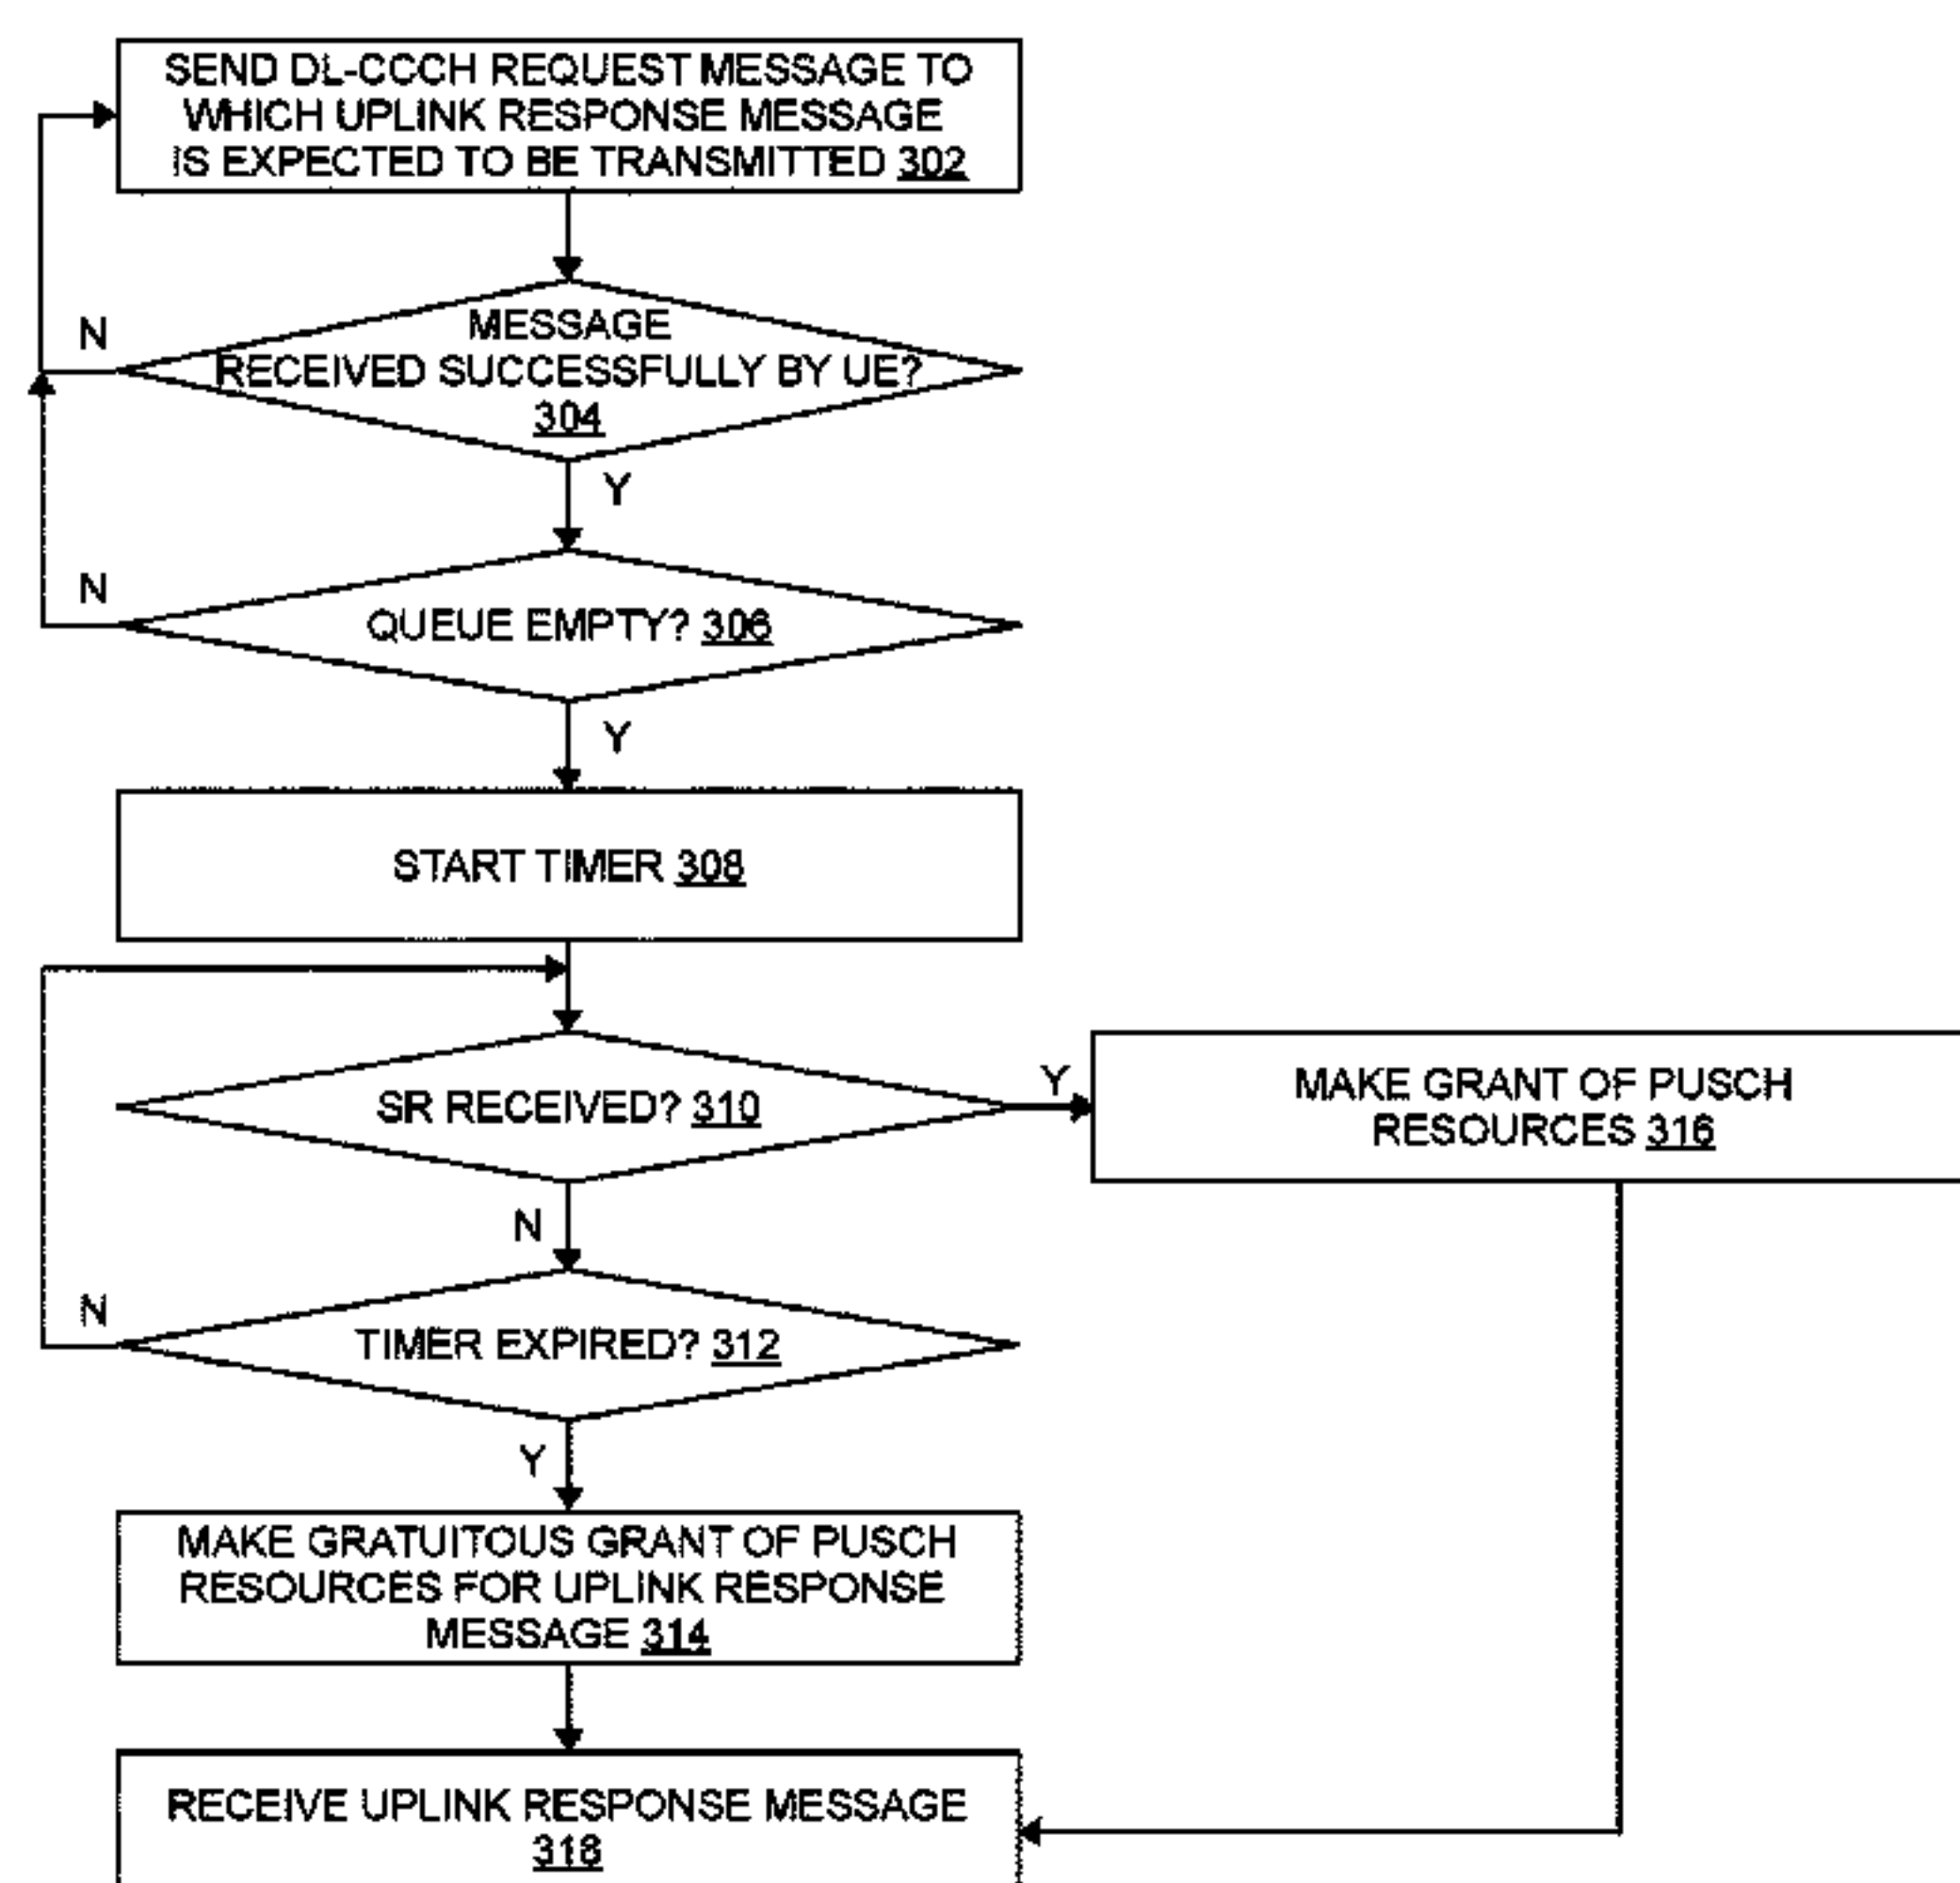 SEND DL-CCCH REQUEST MESSAGE TO
WHICH UPLINK RESPONSE MESSAGE
IS EXPECTED TO BE TRANSMITTED 302
N
MESSAGE
RECEIVED SUCCESSFULLY BY UE?
304
Y
N
QUEUE EMPTY? 306
Y
START TIMER 308
SR RECEIVED? 310
Y
MAKE GRANT OF PUSCH
RESOURCES 316
N
N
TIMER EXPIRED? 312
Y
MAKE GRATUITOUS GRANT OF PUSCH
RESOURCES FOR UPLINK RESPONSE
MESSAGE 314
RECEIVE UPLINK RESPONSE MESSAGE
318